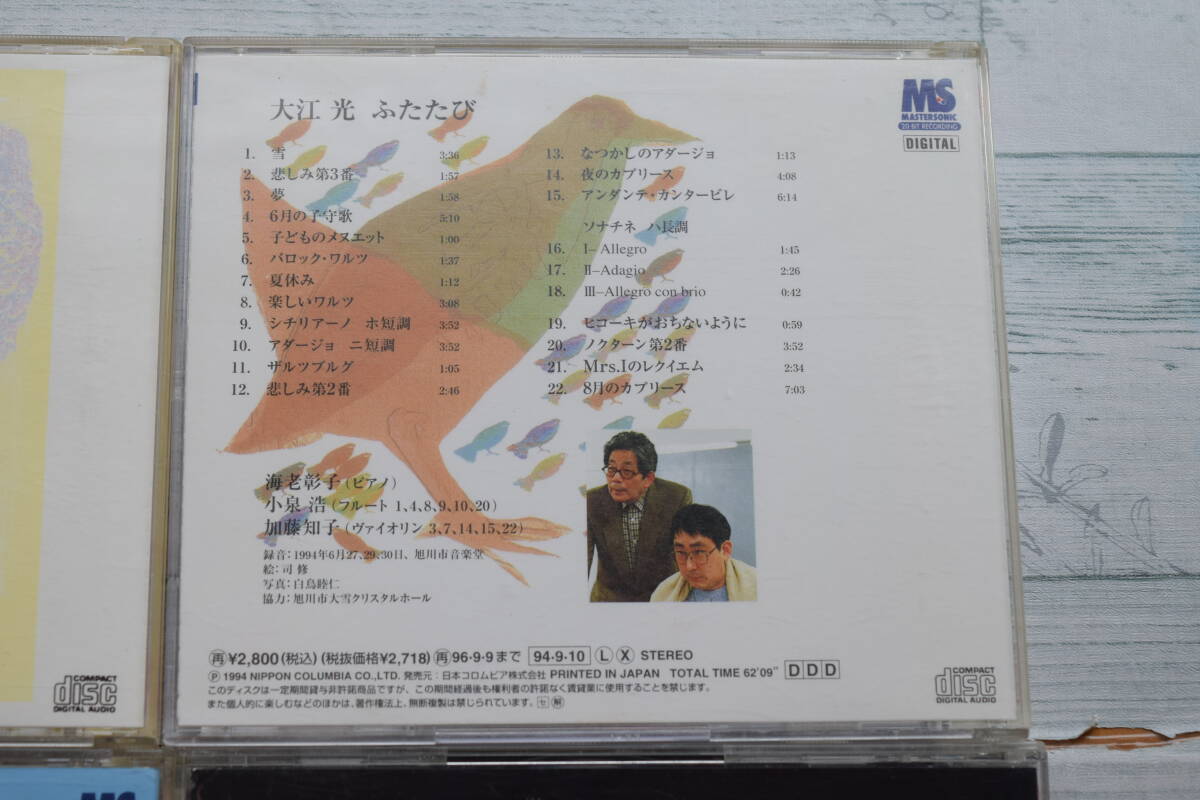 大江 光 ふたたび
1. 雪 3:36
2. 悲しみ第3番 1:57
3. 夢 1:58
4. 6月の子守歌 5:10
5. 子どものメヌエット 1:00
6. バロック・ワルツ 1:37
7. 夏休み 1:12
8. 楽しいワルツ 3:08
9. シチリアーノ ホ短調 3:52
10. アダージョ ニ短調 3:52
11. ザルツブルグ 1:05
12. 悲しみ第2番 2:46
13. なつかしのアダージョ 1:13
14. 夜のカプリース 4:08
15. アンダンテ・カンタービレ 6:14
ソナチネ ハ長調
16. I–Allegro 1:45
17. II–Adagio 2:26
18. III–Allegro con brio 0:42
19. ヒコーキがおちないように 0:59
20. ノクターン第2番 3:52
21. Mrs.Iのレクイエム 2:34
22. 8月のカプリース 7:03
MS
MASTERSONIC
20-BIT RECORDING
DIGITAL
海老彰子(ピアノ)
小泉 浩(フルート 1,4,8,9,10,20)
加藤知子(ヴァイオリン 3,7,14,15,22)
録音:1994年6月27、29、30日、旭川市音楽堂
絵:司 修
写真:白鳥睦仁
協力:旭川市大雪クリスタルホール
再¥2,800(税込)(税抜価格¥2,718)再96・9・9まで 94・9・10 L X STEREO
Ⓟ1994 NIPPON COLUMBIA CO.,LTD. 発売元:日本コロムビア株式会社 PRINTED IN JAPAN TOTAL TIME 62'09" DDD
このディスクは一定期間貸与非許諾商品ですが、この期間経過後も権利者の許諾なく賃貸業に使用することを禁じます。
また個人的に楽しむなどのほかは、著作権法上、無断複製は禁じられています。 セ 解
COMPACT
disc
DIGITAL AUDIO
COMPACT
disc
DIGITAL AUDIO
MS